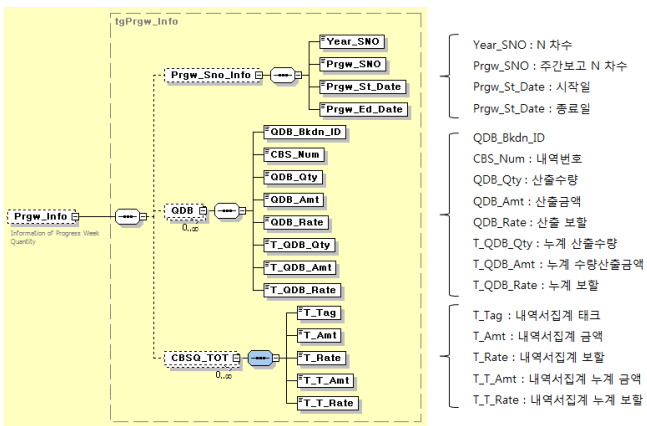 tgPrgw_Info
Prgw_Info
Information of Progress Week
Quantity
Prgw_Sno_Info
Year_SNO
Prgw_SNO
Prgw_St_Date
Prgw_Ed_Date
QDB
0..∞
QDB_Bkdn_ID
CBS_Num
QDB_Qty
QDB_Amt
QDB_Rate
T_QDB_Qty
T_QDB_Amt
T_QDB_Rate
CBSQ_TOT
0..∞
T_Tag
T_Amt
T_Rate
T_T_Amt
T_T_Rate
Year_SNO : N 차수
Prgw_SNO : 주간보고 N 차수
Prgw_St_Date : 시작일
Prgw_St_Date : 종료일
QDB_Bkdn_ID
CBS_Num : 내역번호
QDB_Qty : 산출수량
QDB_Amt : 산출금액
QDB_Rate : 산출 보할
T_QDB_Qty : 누계 산출수량
T_QDB_Amt : 누계 수량산출금액
T_QDB_Rate : 누계 보할
T_Tag : 내역서집계 태크
T_Amt : 내역서집계 금액
T_Rate : 내역서집계 보할
T_T_Amt : 내역서집계 누계 금액
T_T_Rate : 내역서집계 누계 보할